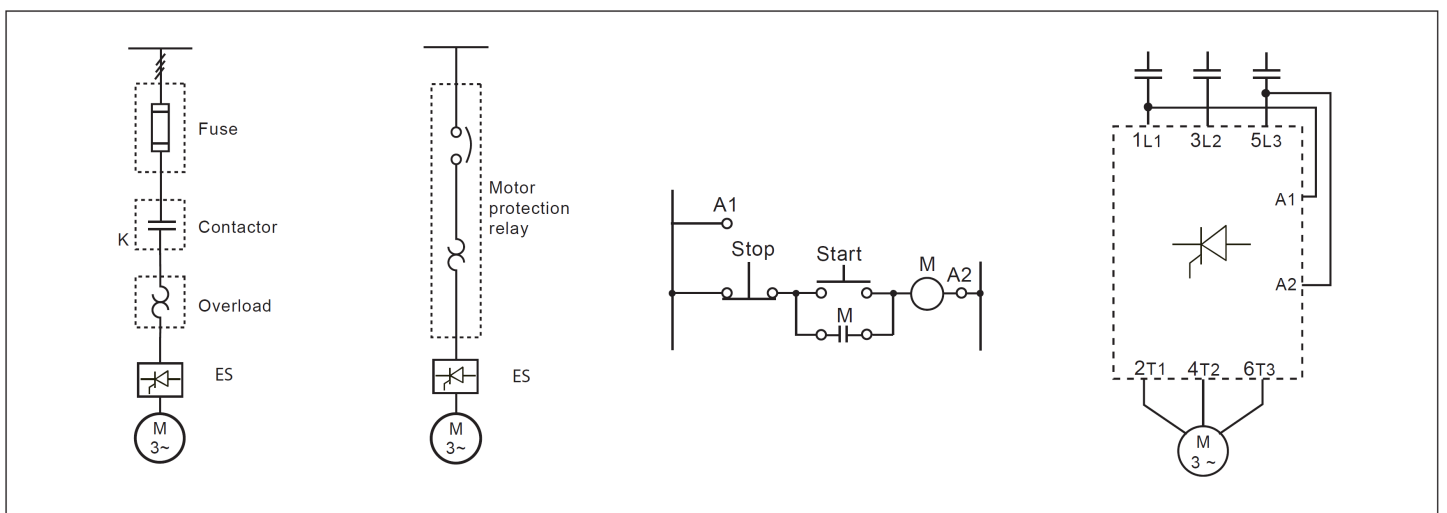 Fuse
K
Contactor
Overload
ES
M
3~
Motor
protection
relay
ES
M
3~
A1
Stop
Start
M
A2
M
1L1
3L2
5L3
A1
A2
2T1
4T2
6T3
M
3 ~